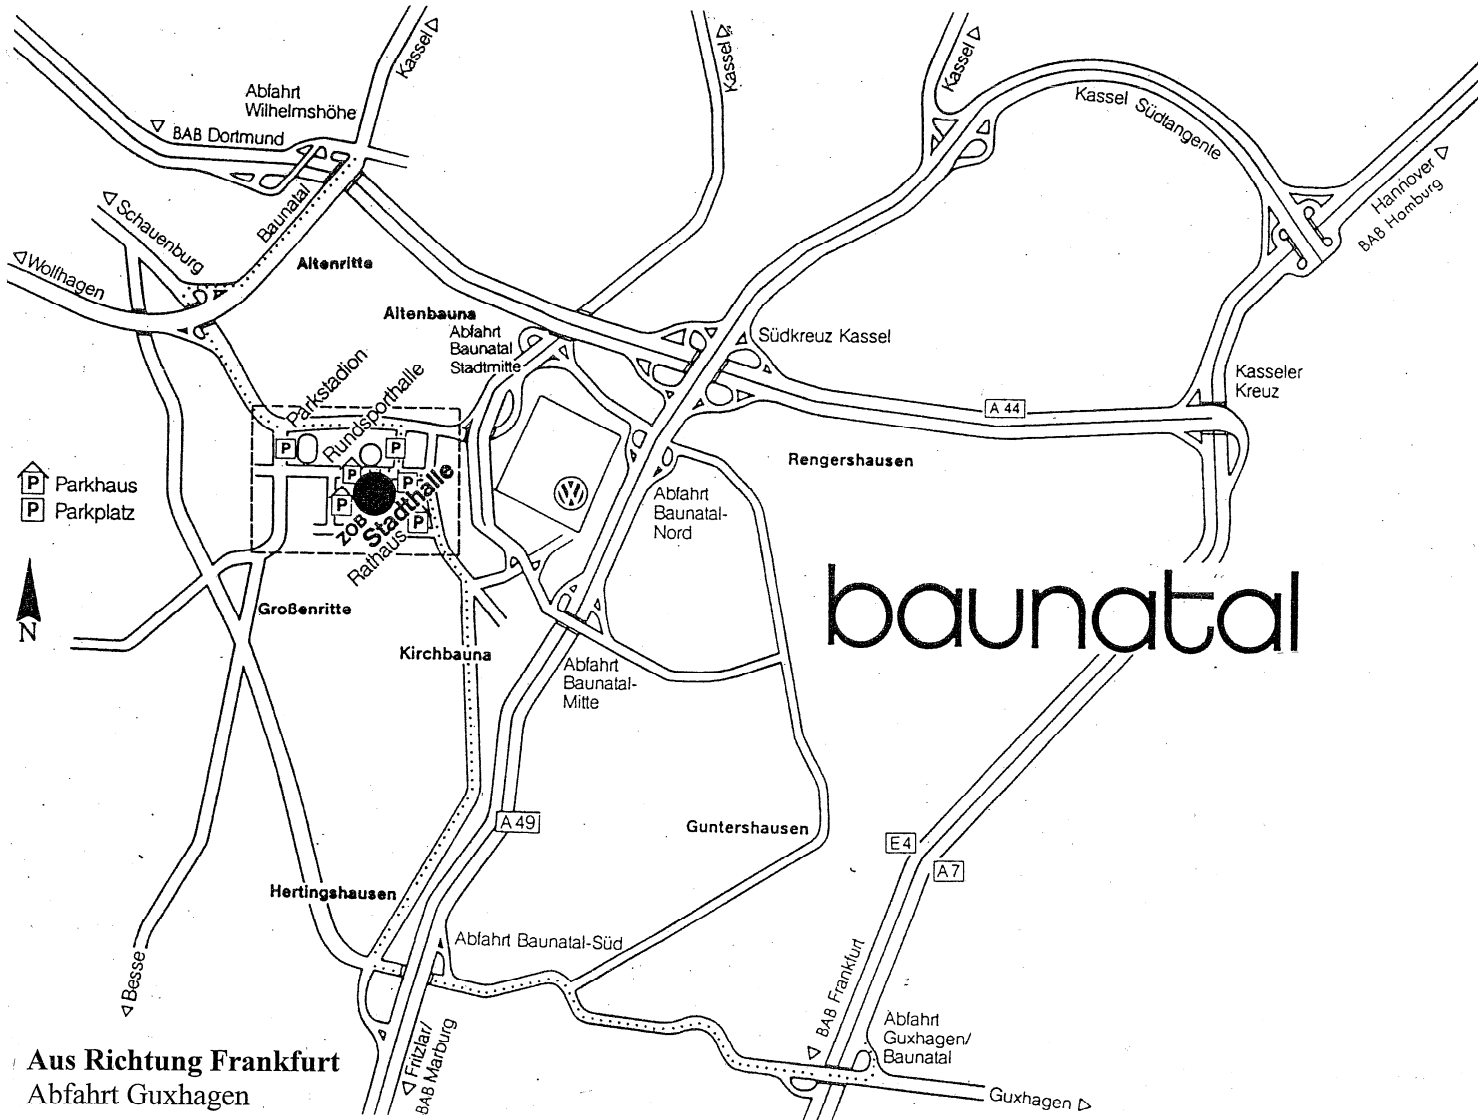 Kassel
Kassel
Kassel
Abfahrt
Wilhelmshöhe
BAB Dortmund
Kassel Südtangente
Hannover
BAB Homburg
Schauenburg
Baunatal
Wolfhagen
Altenritte
Altenbauna
Abfahrt
Baunatal
Stadtmitte
Südkreuz Kassel
Kasseler
Kreuz
A 44
Parkstadion
Rundsporthalle
P
P
P
P
P
P
ZOB
Stadthalle
Rathaus
Rengershausen
P Parkhaus
P Parkplatz
VW
Abfahrt
Baunatal-
Nord
N
baunatal
Großenritte
Kirchbauna
Abfahrt
Baunatal-
Mitte
A 49
Guntershausen
E4
A7
Hertingshausen
Abfahrt Baunatal-Süd
Besse
BAB Frankfurt
Abfahrt
Guxhagen/
Baunatal
Fritzlar/
BAB Marburg
Guxhagen
Aus Richtung Frankfurt
Abfahrt Guxhagen